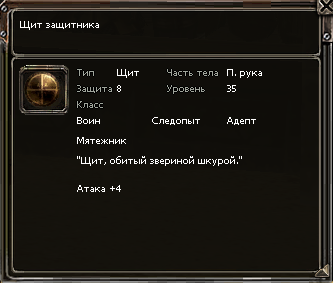 Щит защитника
Тип Щит Часть тела П. рука
Защита 8 Уровень 35
Класс
Воин Следопыт Адепт
Мятежник
"Щит, обитый звериной шкурой."
Атака +4